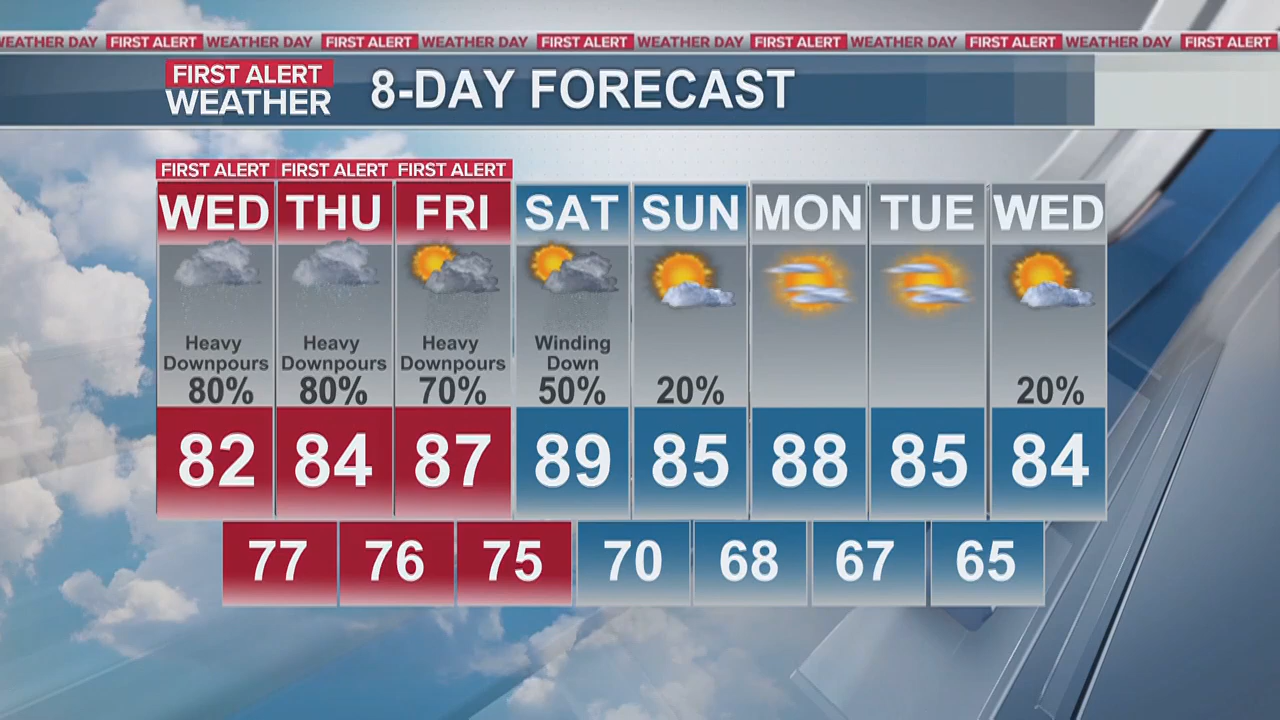 WEATHER DAY FIRST ALERT WEATHER DAY FIRST ALERT WEATHER DAY FIRST ALERT WEATHER DAY FIRST ALERT WEATHER DAY FIRST ALERT WEATHER DAY FIRST ALERT
FIRST ALERT
WEATHER
8-DAY FORECAST
FIRST ALERT FIRST ALERT FIRST ALERT
WED THU FRI SAT SUN MON TUE WED
Heavy Heavy Heavy Winding
Downpours Downpours Downpours Down
80% 80% 70% 50% 20% 20%
82 84 87 89 85 88 85 84
77 76 75 70 68 67 65